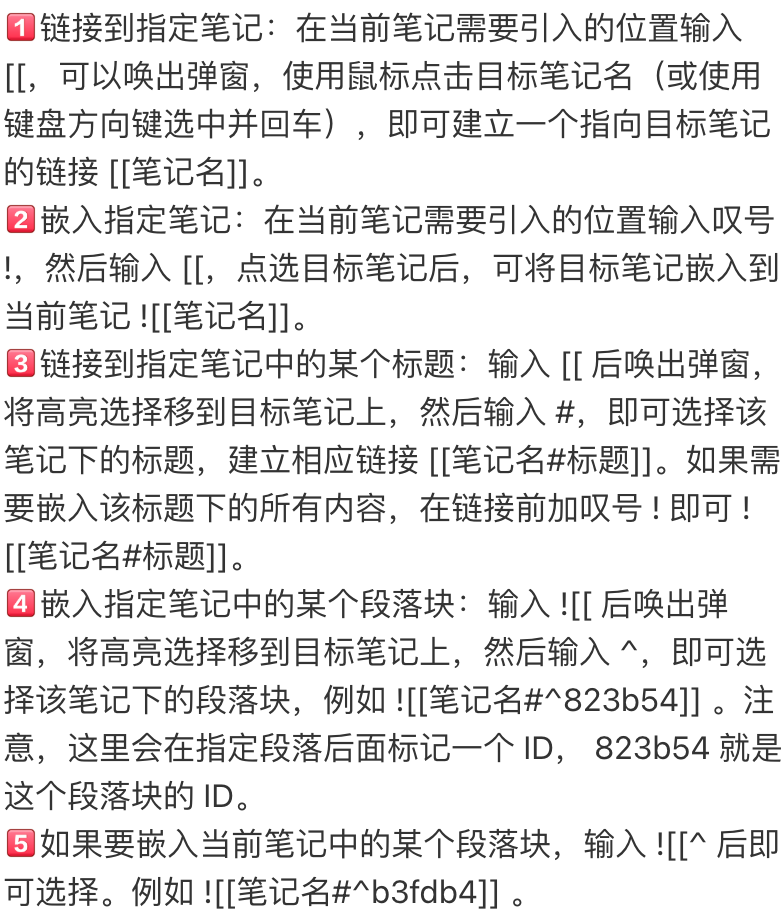 1️⃣链接到指定笔记：在当前笔记需要引入的位置输入
[[，可以唤出弹窗，使用鼠标点击目标笔记名（或使用
键盘方向键选中并回车），即可建立一个指向目标笔记
的链接 [[笔记名]]。
2️⃣嵌入指定笔记：在当前笔记需要引入的位置输入叹号
!，然后输入 [[，点选目标笔记后，可将目标笔记嵌入到
当前笔记 ![[笔记名]]。
3️⃣链接到指定笔记中的某个标题：输入 [[ 后唤出弹窗，
将高亮选择移到目标笔记上，然后输入 #，即可选择该
笔记下的标题，建立相应链接 [[笔记名#标题]]。如果需
要嵌入该标题下的所有内容，在链接前加叹号 ! 即可 !
[[笔记名#标题]]。
4️⃣嵌入指定笔记中的某个段落块：输入 ![[ 后唤出弹
窗，将高亮选择移到目标笔记上，然后输入 ^，即可选
择该笔记下的段落块，例如 ![[笔记名#^823b54]] 。注
意，这里会在指定段落后面标记一个 ID， 823b54 就是
这个段落块的 ID。
5️⃣如果要嵌入当前笔记中的某个段落块，输入 ![[^ 后即
可选择。例如 ![[笔记名#^b3fdb4]] 。